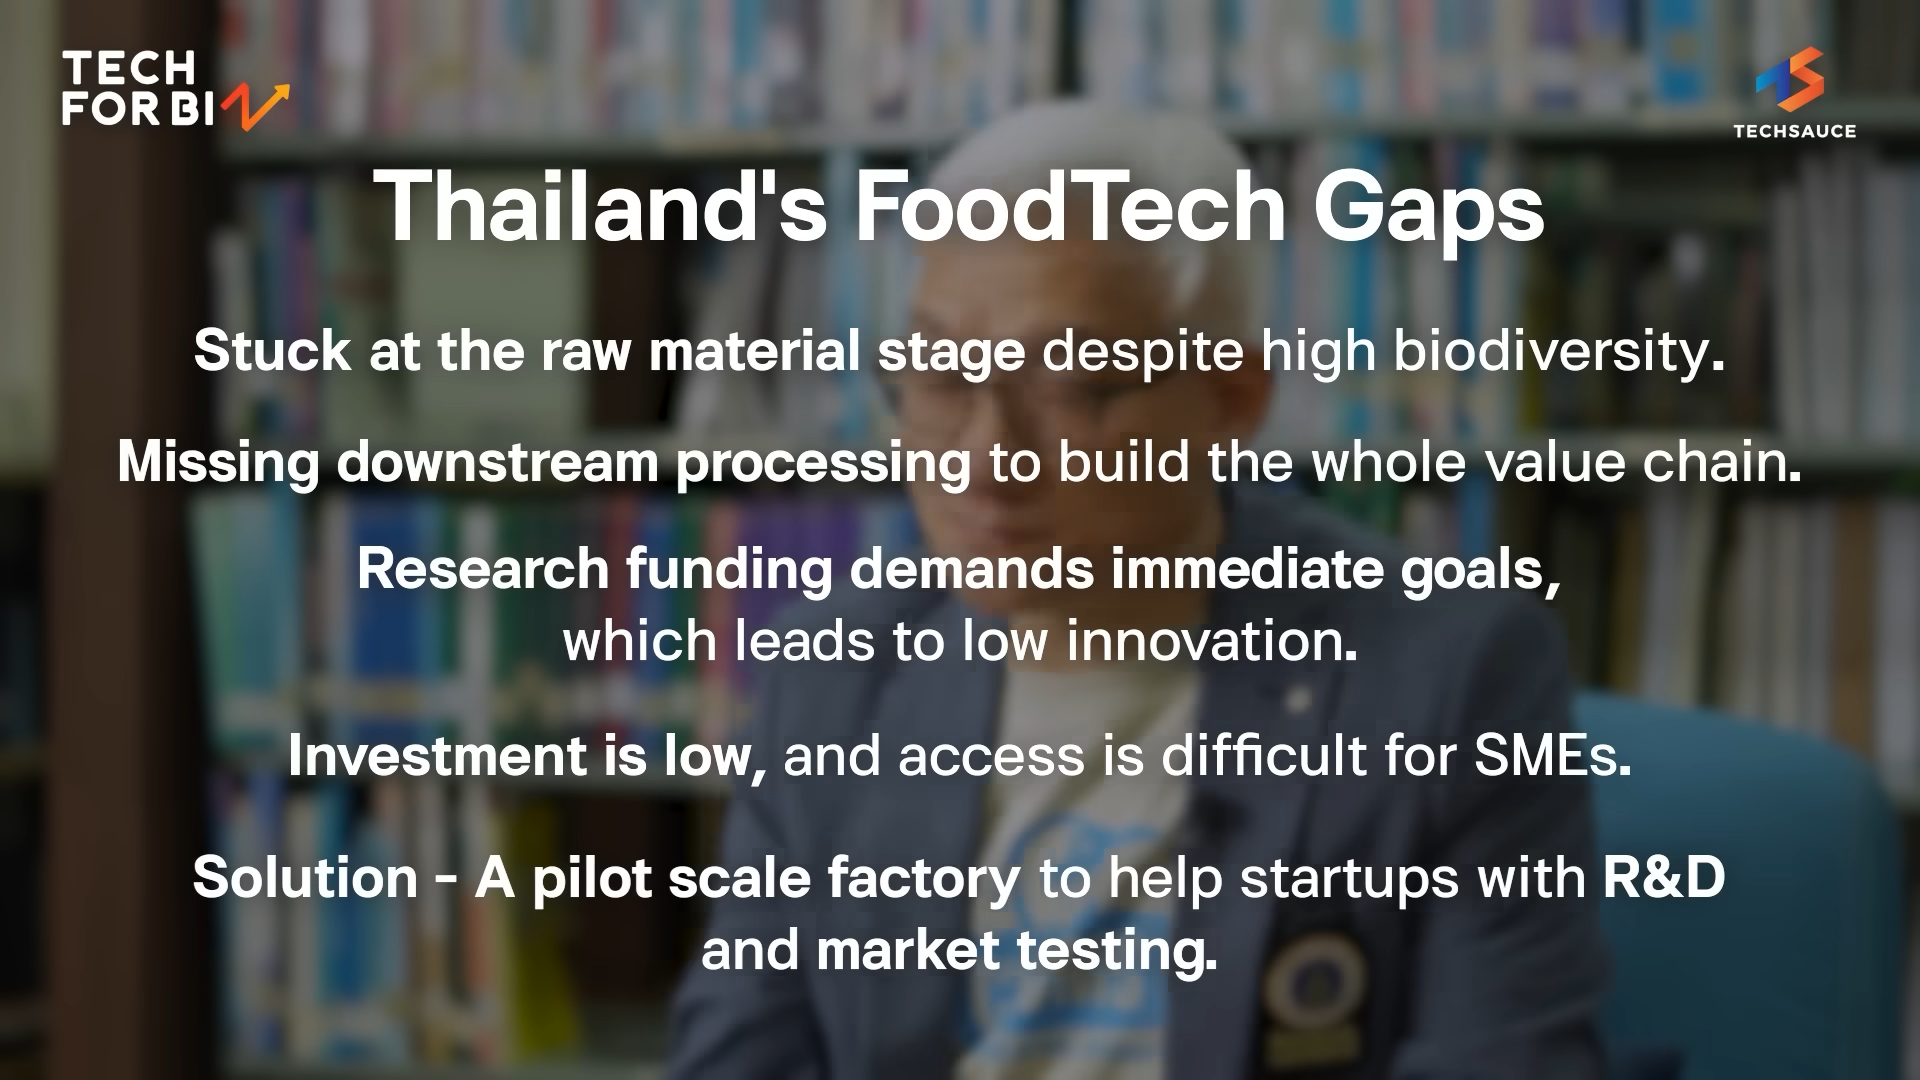 TECH
FOR BIZ
TECHSAUCE
Thailand's FoodTech Gaps
Stuck at the raw material stage despite high biodiversity.
Missing downstream processing to build the whole value chain.
Research funding demands immediate goals,
which leads to low innovation.
Investment is low, and access is difficult for SMEs.
Solution - A pilot scale factory to help startups with R&D
and market testing.